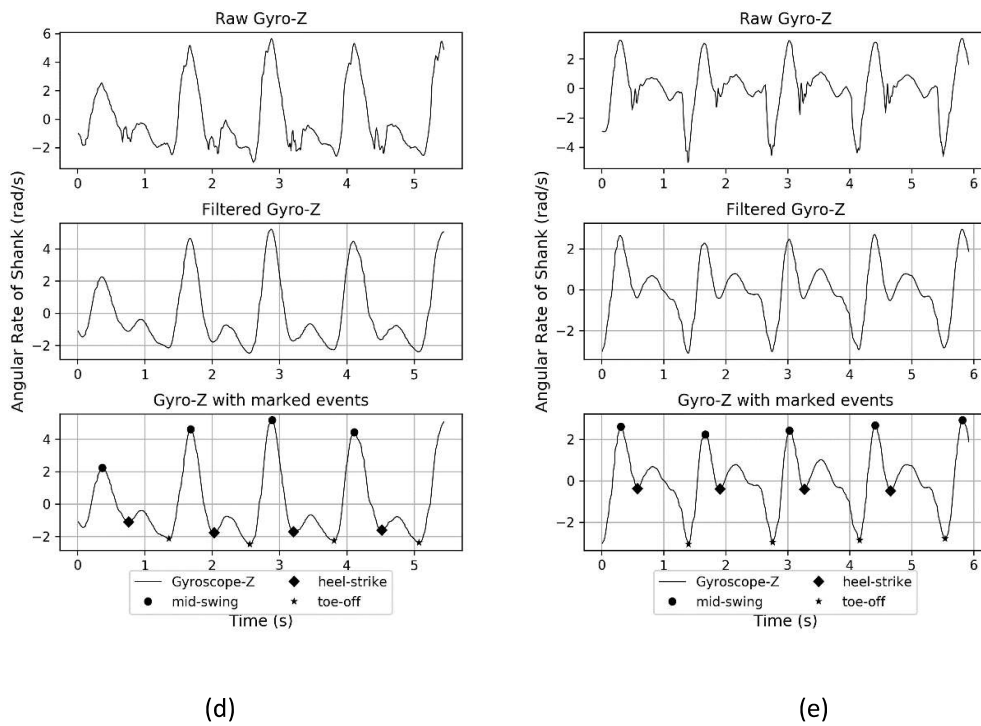 Raw Gyro-Z
6
4
2
0
−2
0 1 2 3 4 5
Filtered Gyro-Z
4
2
0
−2
0 1 2 3 4 5
Gyro-Z with marked events
4
2
0
−2
0 1 2 3 4 5
Angular Rate of Shank (rad/s)
Gyroscope-Z
mid-swing
heel-strike
toe-off
Time (s)
(d)
Raw Gyro-Z
2
0
−2
−4
0 1 2 3 4 5 6
Filtered Gyro-Z
2
0
−2
0 1 2 3 4 5 6
Gyro-Z with marked events
2
0
−2
0 1 2 3 4 5 6
Angular Rate of Shank (rad/s)
Gyroscope-Z
mid-swing
heel-strike
toe-off
Time (s)
(e)